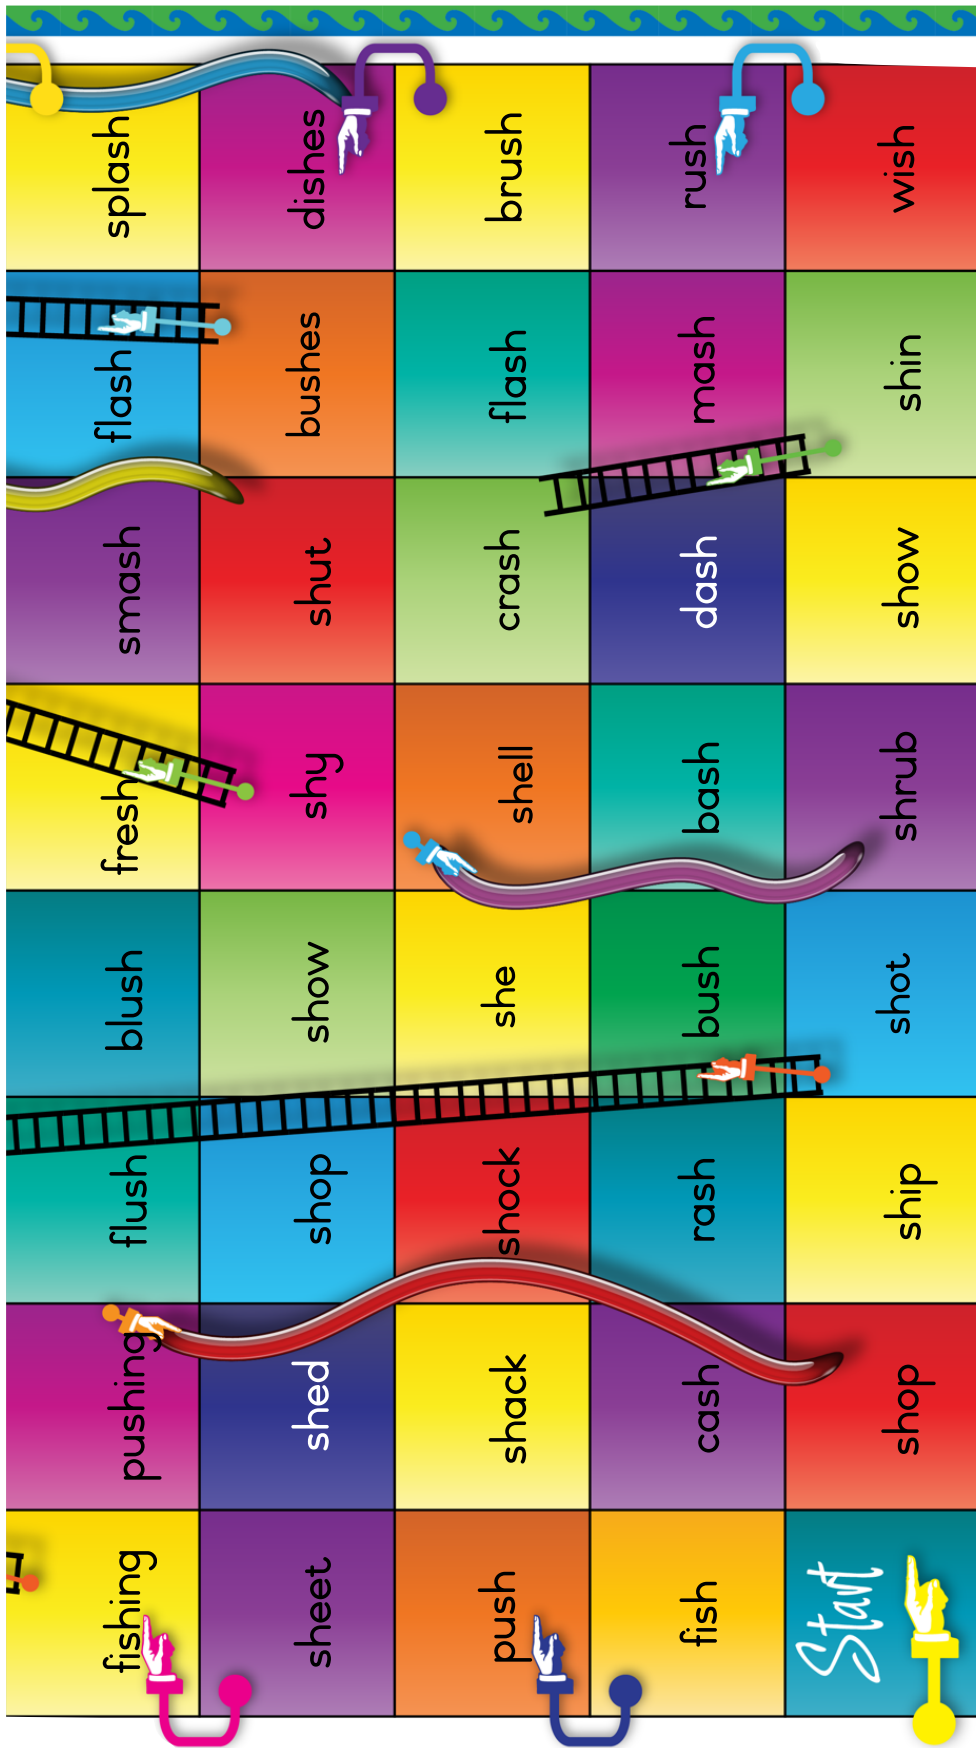 fishing pushing flush blush fresh smash flash splash
sheet shed shop show shy shut bushes dishes
push shack shock she shell crash flash brush
fish cash rash bush bash dash mash rush
Start shop ship shot shrub show shin wish